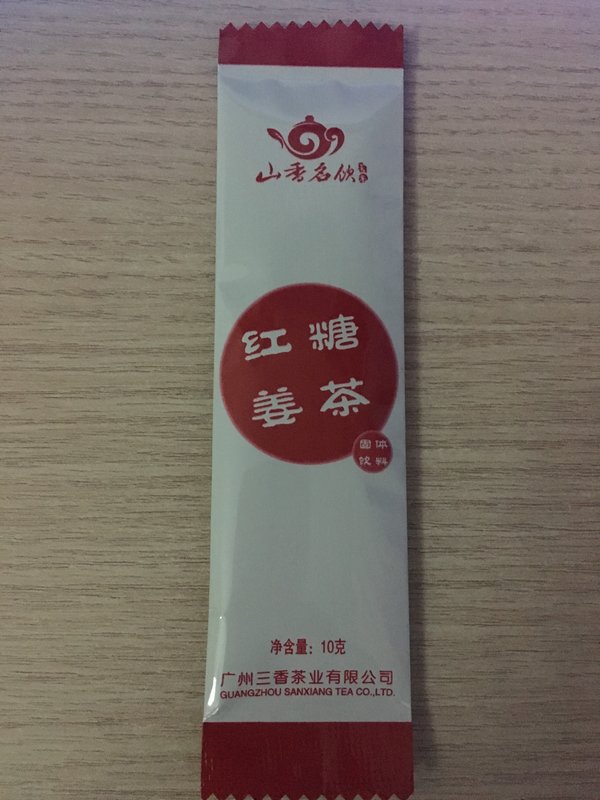 山香名饮
红糖
姜茶
固体
饮料
净含量：10克
广州三香茶业有限公司
GUANGZHOU SANXIANG TEA CO.,LTD.